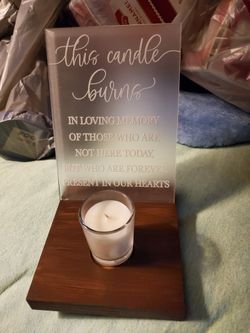 this candle
burns
IN LOVING MEMORY
OF THOSE WHO ARE
NOT HERE TODAY,
BUT WHO ARE FOREVER
PRESENT IN OUR HEARTS